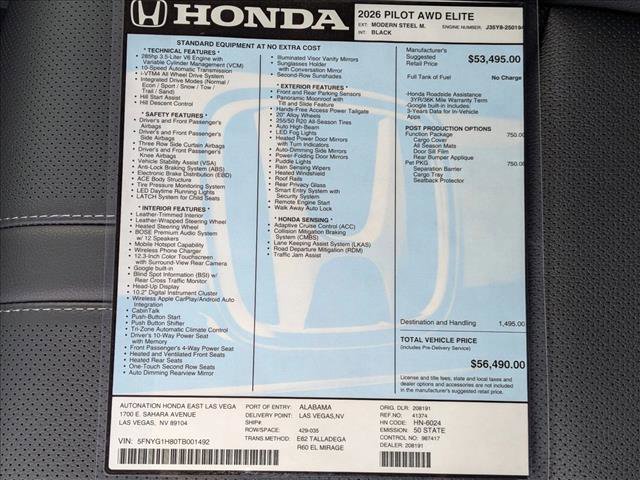 HONDA
2026 PILOT AWD ELITE
EXT: MODERN STEEL M. ENGINE NUMBER: J35Y8-25019
INT: BLACK
STANDARD EQUIPMENT AT NO EXTRA COST
* TECHNICAL FEATURES *
• 285hp 3.5-Liter V6 Engine with
Variable Cylinder Management (VCM)
• 10-Speed Automatic Transmission
• i-VTM4 All Wheel Drive System
• Integrated Drive Modes (Normal /
Econ / Sport / Snow / Tow /
Trail / Sand)
• Hill Start Assist
• Hill Descent Control
* SAFETY FEATURES *
• Driver's and Front Passenger's
Airbags
• Driver's and Front Passenger's
Side Airbags
• Three Row Side Curtain Airbags
• Driver's and Front Passenger's
Knee Airbags
• Vehicle Stability Assist (VSA)
• Anti-Lock Braking System (ABS)
• Electronic Brake Distribution (EBD)
• ACE Body Structure
• Tire Pressure Monitoring System
• LED Daytime Running Lights
• LATCH System for Child Seats
* INTERIOR FEATURES *
• Leather-Trimmed Interior
• Leather-Wrapped Steering Wheel
• Heated Steering Wheel
• BOSE Premium Audio System
w/ 12 Speakers
• Mobile Hotspot Capability
• Wireless Phone Charger
• 12.3-Inch Color Touchscreen
with Surround-View Rear Camera
• Google built-in
• Blind Spot Information (BSI) w/
Rear Cross Traffic Monitor
• Head-Up Display
• 10.2" Digital Instrument Cluster
• Wireless Apple CarPlay/Android Auto
Integration
• CabinTalk
• Push-Button Start
• Push Button Shifter
• Tri-Zone Automatic Climate Control
• Driver's 10-Way Power Seat
with Memory
• Front Passenger's 4-Way Power Seat
• Heated and Ventilated Front Seats
• Heated Rear Seats
• One-Touch Second Row Seats
• Auto Dimming Rearview Mirror
• Illuminated Visor Vanity Mirrors
• Sunglasses Holder
with Conversation Mirror
• Second-Row Sunshades
* EXTERIOR FEATURES *
• Front and Rear Parking Sensors
• Panoramic Moonroof with
Tilt and Slide Feature
• Hands-Free Access Power Tailgate
• 20" Alloy Wheels
• 255/50 R20 All-Season Tires
• Auto High-Beam
• LED Fog Lights
• Heated Power Door Mirrors
with Turn Indicators
• Auto-Dimming Side Mirrors
• Power-Folding Door Mirrors
• Puddle Lights
• Rain Sensing Wipers
• Heated Windshield
• Roof Rails
• Rear Privacy Glass
• Smart Entry System with
Security System
• Remote Engine Start
• Walk Away Auto Lock
* HONDA SENSING *
• Adaptive Cruise Control (ACC)
• Collision Mitigation Braking
System (CMBS)
• Lane Keeping Assist System (LKAS)
• Road Departure Mitigation (RDM)
• Traffic Jam Assist
Manufacturer's
Suggested
Retail Price $53,495.00
Full Tank of Fuel No Charge
-Honda Roadside Assistance.
3YR/36K Mile Warranty Term
-Google built-in Includes:
3-Years Data for In-Vehicle
Apps
POST PRODUCTION OPTIONS
Function Package 750.00
Cargo Cover
All Season Mats
Door Sill Film
Rear Bumper Applique
Pet PKG 750.00
Separation Barrier
Cargo Tray
Seatback Protector
Destination and Handling 1,495.00
TOTAL VEHICLE PRICE
(Includes Pre-Delivery Service)
$56,490.00
License and title fees, state and local taxes and
dealer options and accessories are not included
in the manufacturer's suggested retail price.
AUTONATION HONDA EAST LAS VEGA
1700 E. SAHARA AVENUE
LAS VEGAS, NV 89104
VIN: 5FNYG1H80TB001492
PORT OF ENTRY: ALABAMA
DELIVERY POINT: LAS VEGAS,NV
SHIP#:
ROW/SPACE: 429-035
TRANS.METHOD: E62 TALLADEGA
R60 EL MIRAGE
ORIG. DLR: 208191
REF.NO: 41374
HN CODE: HN-6024
EMISSION: 50 STATE
CONTROL NO: 987417
DEALER: 208191